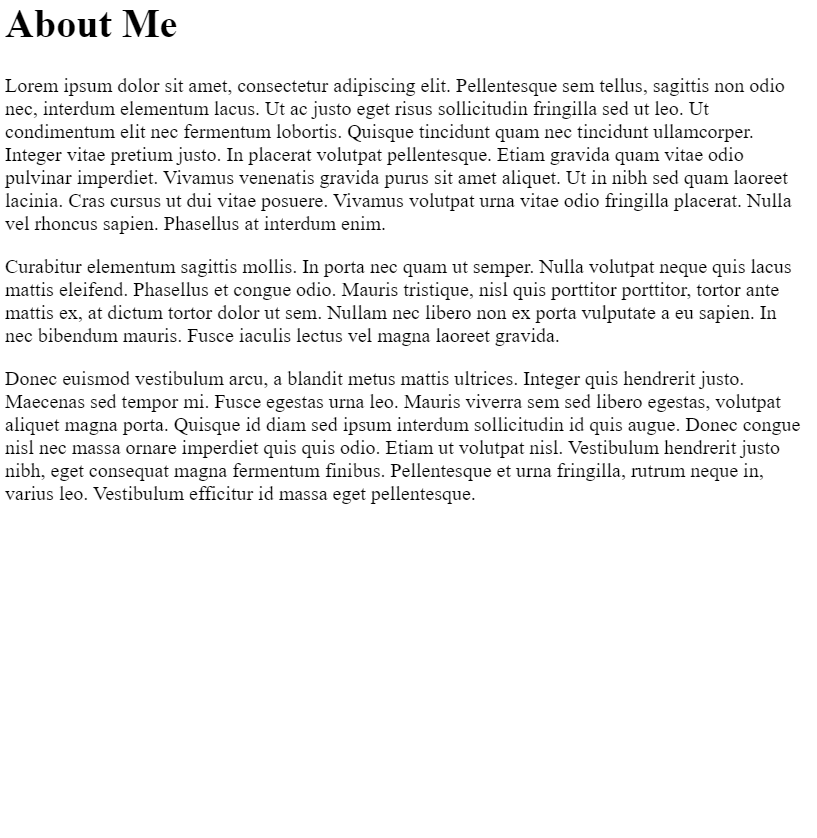 About Me
Lorem ipsum dolor sit amet, consectetur adipiscing elit. Pellentesque sem tellus, sagittis non odio
nec, interdum elementum lacus. Ut ac justo eget risus sollicitudin fringilla sed ut leo. Ut
condimentum elit nec fermentum lobortis. Quisque tincidunt quam nec tincidunt ullamcorper.
Integer vitae pretium justo. In placerat volutpat pellentesque. Etiam gravida quam vitae odio
pulvinar imperdiet. Vivamus venenatis gravida purus sit amet aliquet. Ut in nibh sed quam laoreet
lacinia. Cras cursus ut dui vitae posuere. Vivamus volutpat urna vitae odio fringilla placerat. Nulla
vel rhoncus sapien. Phasellus at interdum enim.
Curabitur elementum sagittis mollis. In porta nec quam ut semper. Nulla volutpat neque quis lacus
mattis eleifend. Phasellus et congue odio. Mauris tristique, nisl quis porttitor porttitor, tortor ante
mattis ex, at dictum tortor dolor ut sem. Nullam nec libero non ex porta vulputate a eu sapien. In
nec bibendum mauris. Fusce iaculis lectus vel magna laoreet gravida.
Donec euismod vestibulum arcu, a blandit metus mattis ultrices. Integer quis hendrerit justo.
Maecenas sed tempor mi. Fusce egestas urna leo. Mauris viverra sem sed libero egestas, volutpat
aliquet magna porta. Quisque id diam sed ipsum interdum sollicitudin id quis augue. Donec congue
nisl nec massa ornare imperdiet quis quis odio. Etiam ut volutpat nisl. Vestibulum hendrerit justo
nibh, eget consequat magna fermentum finibus. Pellentesque et urna fringilla, rutrum neque in,
varius leo. Vestibulum efficitur id massa eget pellentesque.